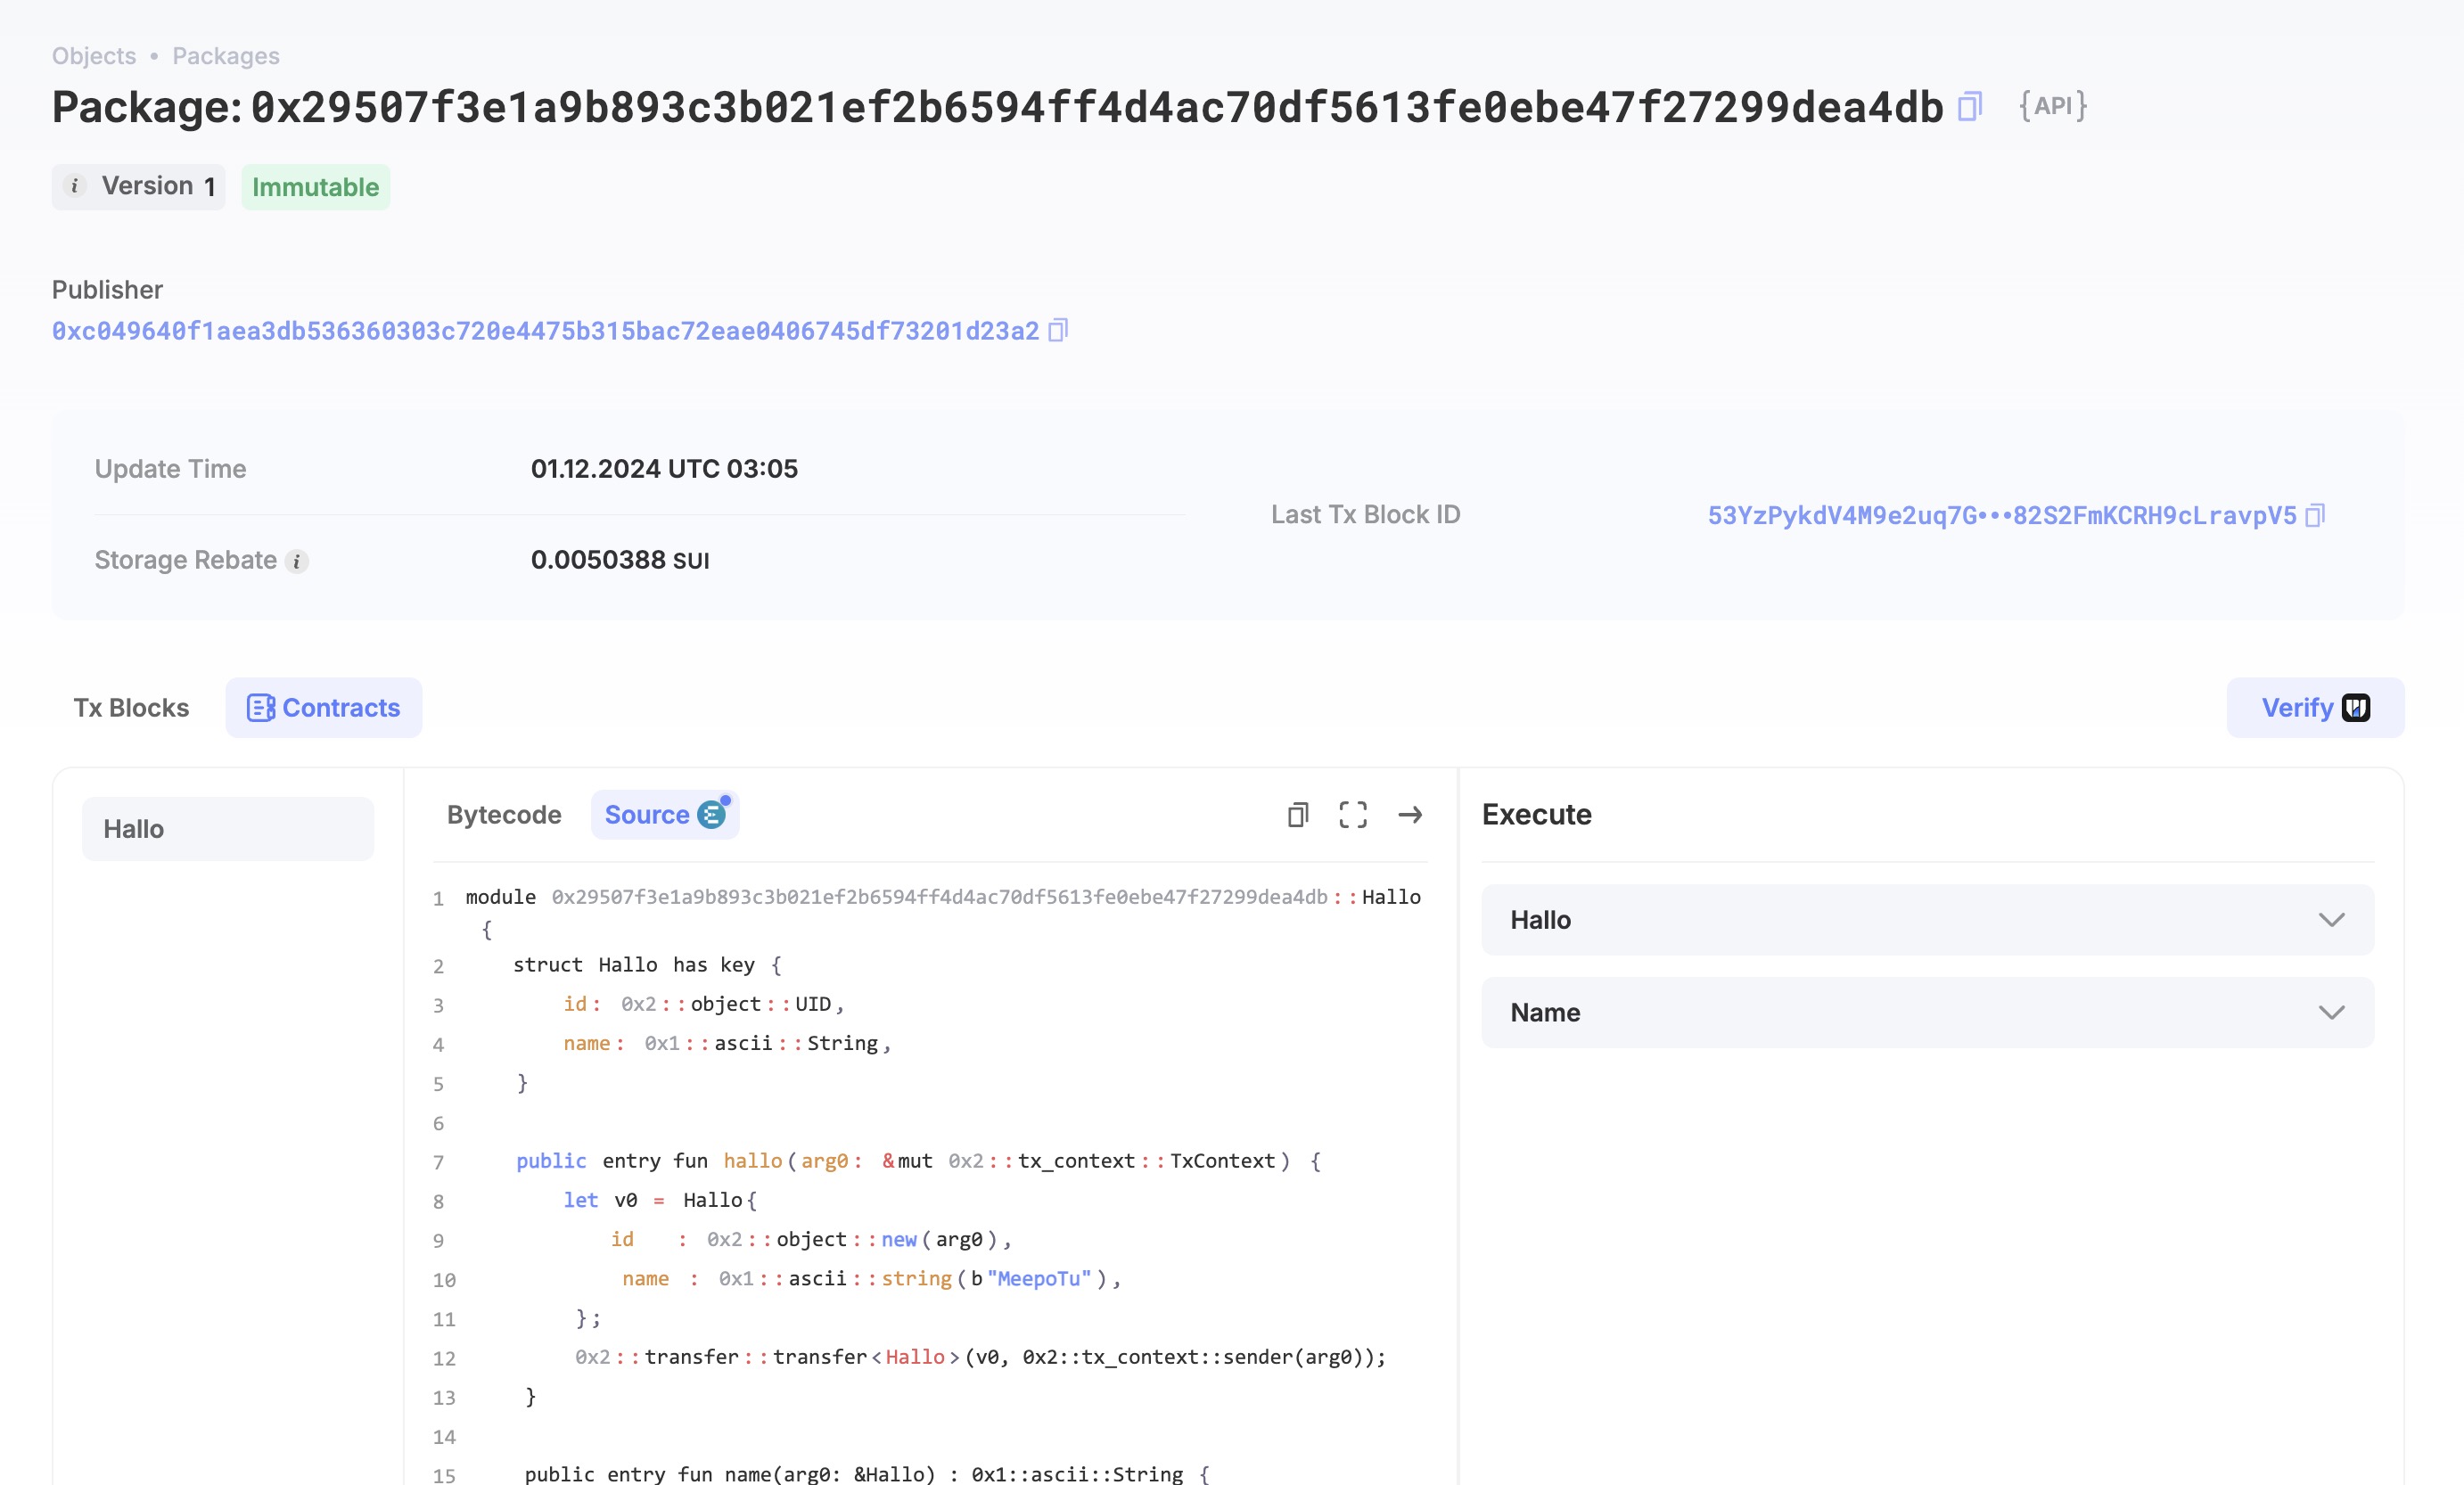 Objects • Packages
Package: 0x29507f3e1a9b893c3b021ef2b6594ff4d4ac70df5613fe0ebe47f27299dea4db {API}
i Version 1 Immutable
Publisher
0xc049640f1aea3db536360303c720e4475b315bac72eae0406745df73201d23a2
Update Time 01.12.2024 UTC 03:05
Storage Rebate i 0.0050388 SUI
Last Tx Block ID 53YzPykdV4M9e2uq7G•••82S2FmKCRH9cLravpV5
Tx Blocks Contracts Verify
Hallo
Bytecode Source
1 module 0x29507f3e1a9b893c3b021ef2b6594ff4d4ac70df5613fe0ebe47f27299dea4db::Hallo
{
2 struct Hallo has key {
3 id: 0x2::object::UID,
4 name: 0x1::ascii::String,
5 }
6
7 public entry fun hallo(arg0: &mut 0x2::tx_context::TxContext) {
8 let v0 = Hallo{
9 id : 0x2::object::new(arg0),
10 name : 0x1::ascii::string(b"MeepoTu"),
11 };
12 0x2::transfer::transfer<Hallo>(v0, 0x2::tx_context::sender(arg0));
13 }
14
15 public entry fun name(arg0: &Hallo) : 0x1::ascii::String {
Execute
Hallo
Name